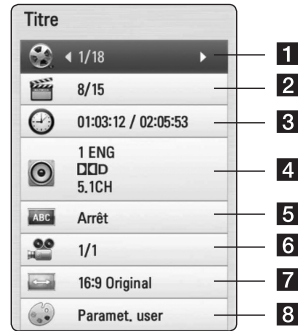 Titre
1/18 1
8/15 2
01:03:12 / 02:05:53 3
1 ENG
DD D
5.1CH 4
ABC Arrêt 5
1/1 6
16:9 Original 7
Paramet. user 8